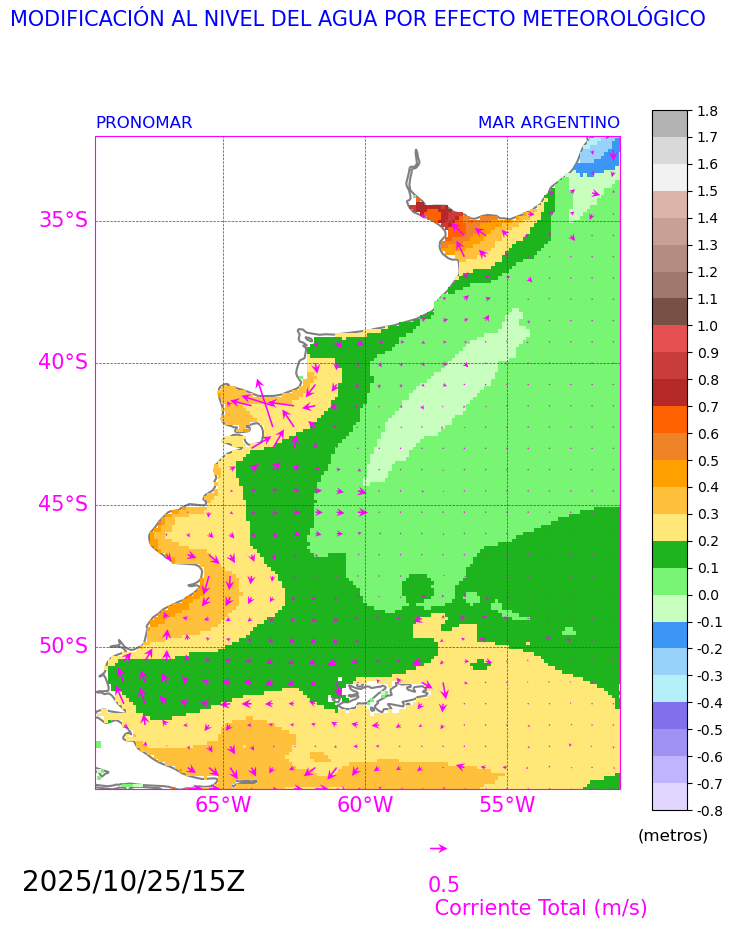 MODIFICACIÓN AL NIVEL DEL AGUA POR EFECTO METEOROLÓGICO
PRONOMAR MAR ARGENTINO
35°S
40°S
45°S
50°S
65°W 60°W 55°W
1.8
1.7
1.6
1.5
1.4
1.3
1.2
1.1
1.0
0.9
0.8
0.7
0.6
0.5
0.4
0.3
0.2
0.1
0.0
-0.1
-0.2
-0.3
-0.4
-0.5
-0.6
-0.7
-0.8
(metros)
2025/10/25/15Z
0.5
Corriente Total (m/s)